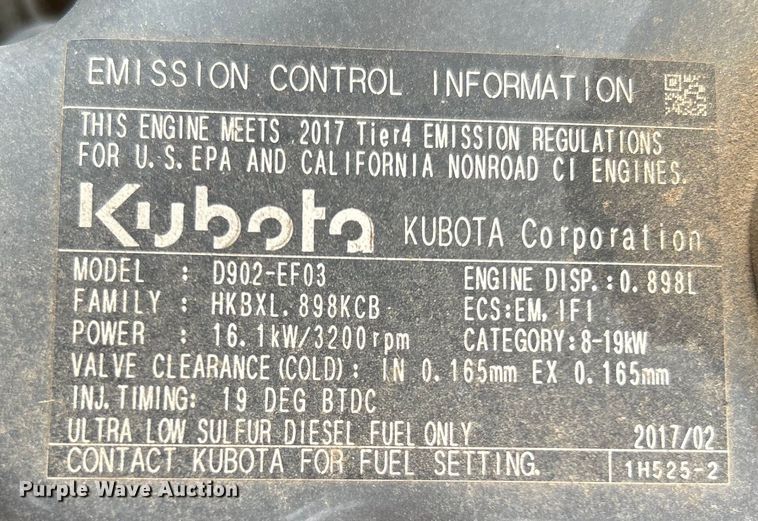 EMISSION CONTROL INFORMATION
THIS ENGINE MEETS 2017 Tier4 EMISSION REGULATIONS
FOR U.S. EPA AND CALIFORNIA NONROAD CI ENGINES.
Kubota KUBOTA Corporation
MODEL : D902-EF03 ENGINE DISP.:0.898L
FAMILY : HKBXL.898KCB ECS:EM,IFI
POWER : 16.1kW/3200rpm CATEGORY:8-19kW
VALVE CLEARANCE(COLD): IN 0.165mm EX 0.165mm
INJ.TIMING: 19 DEG BTDC
ULTRA LOW SULFUR DIESEL FUEL ONLY 2017/02
CONTACT KUBOTA FOR FUEL SETTING. 1H525-2
Purple Wave Auction